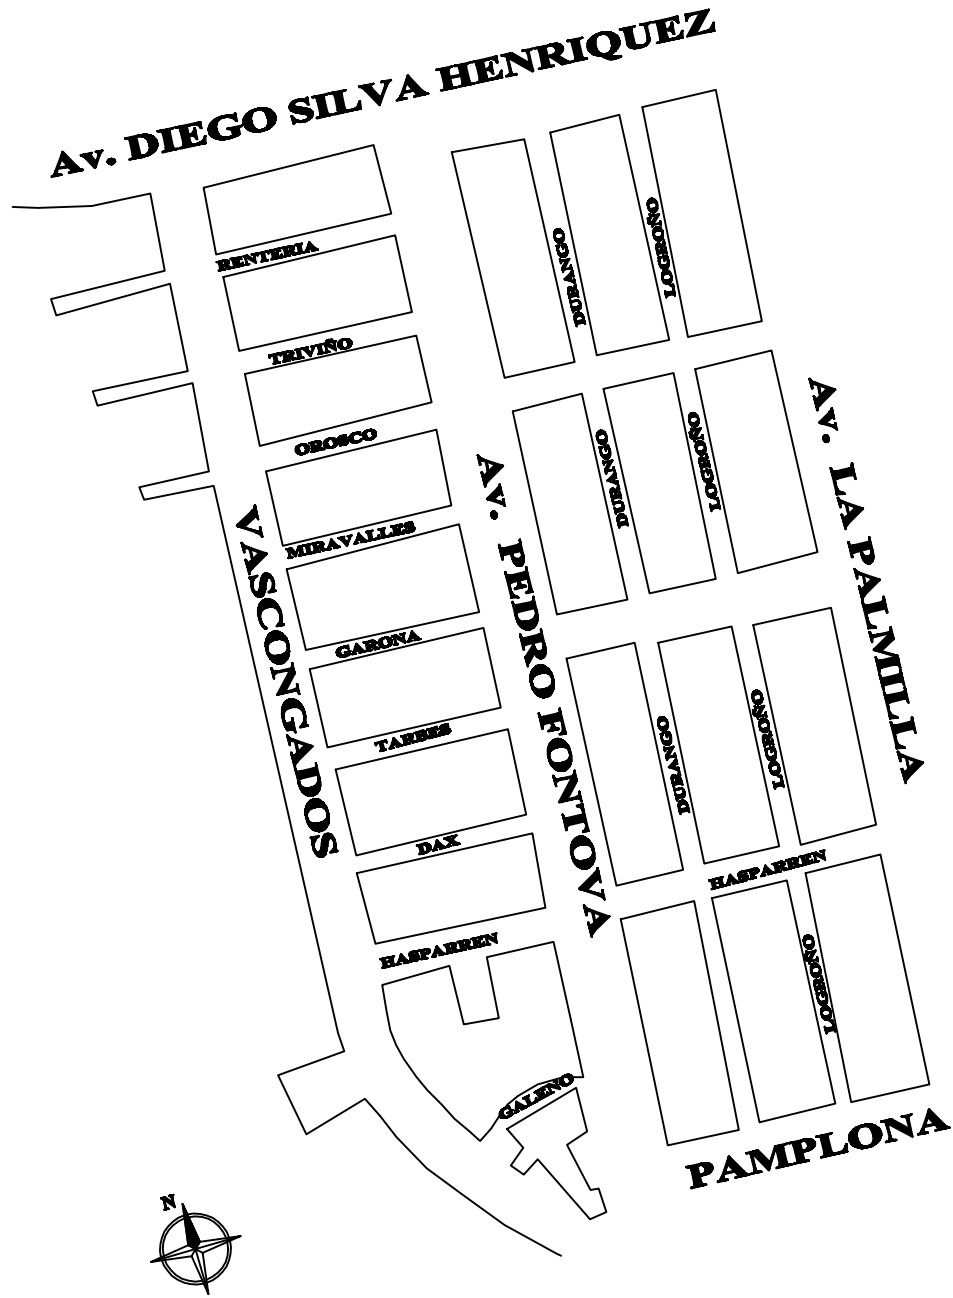 Av. DIEGO SILVA HENRIQUEZ
LOGROÑO
DURANGO
RENTERIA
TRIVIÑO
OROSCO
Av. LA PALMILLA
LOGROÑO
DURANGO
Av. PEDRO FONTOVA
VASCONGADOS
MIRAVALLES
GARONA
TARBES
LOGROÑO
DURANGO
DAX
HASPARREN
HASPARREN
LOGROÑO
GALENO
PAMPLONA
N